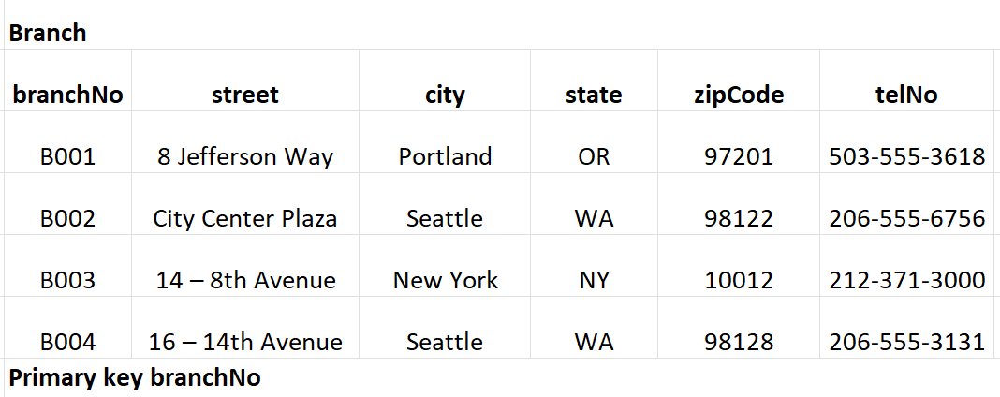 Branch
branchNo street city state zipCode telNo
B001 8 Jefferson Way Portland OR 97201 503-555-3618
B002 City Center Plaza Seattle WA 98122 206-555-6756
B003 14 – 8th Avenue New York NY 10012 212-371-3000
B004 16 – 14th Avenue Seattle WA 98128 206-555-3131
Primary key branchNo